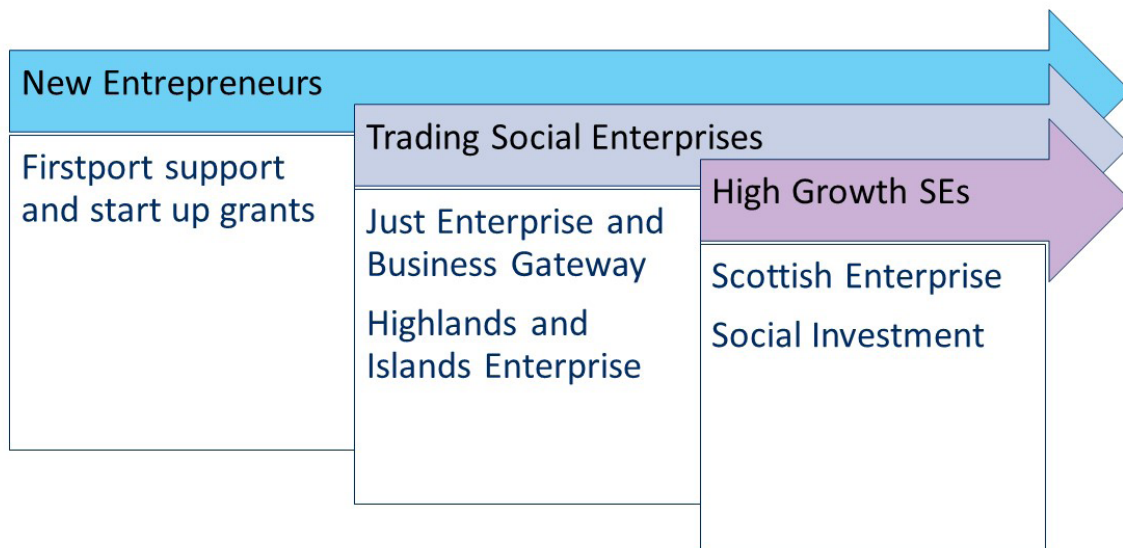 New Entrepreneurs
Firstport support
and start up grants
Trading Social Enterprises
Just Enterprise and
Business Gateway
Highlands and
Islands Enterprise
High Growth SEs
Scottish Enterprise
Social Investment